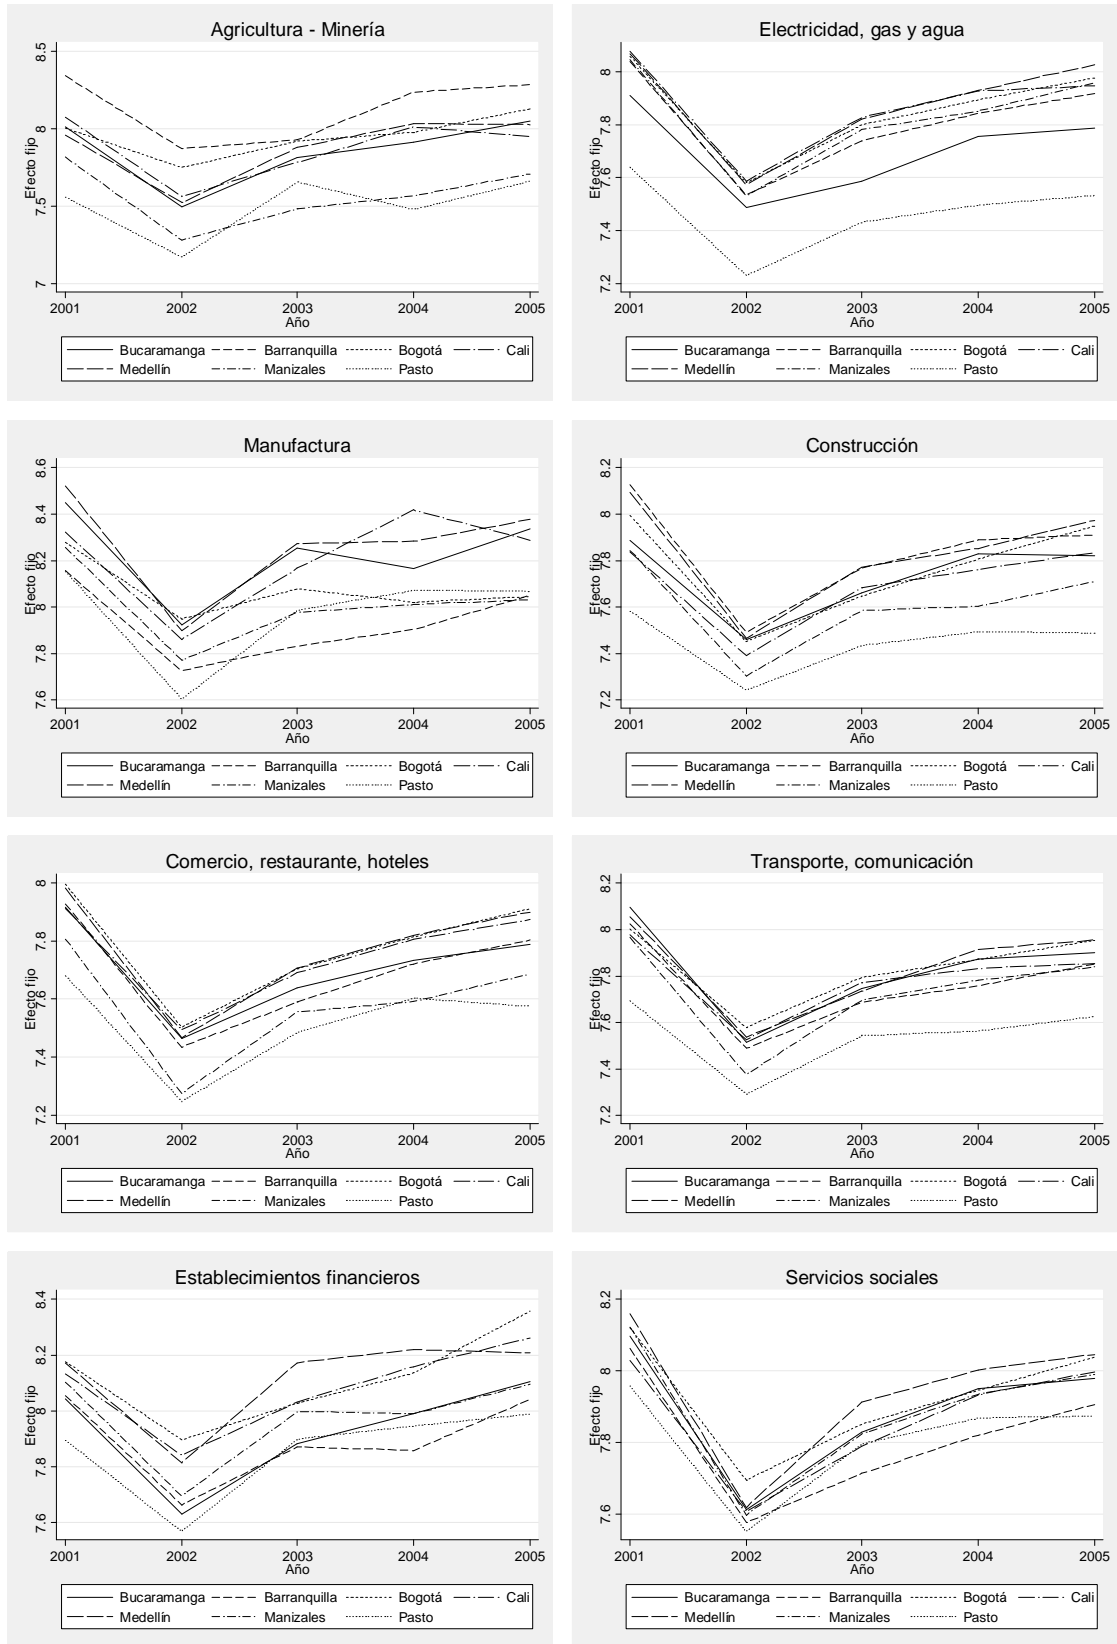 Agricultura - Minería
Efecto fijo
8.5
8
7.5
7
2001 2002 2003 2004 2005
Año
Bucaramanga Barranquilla Bogotá Cali
Medellín Manizales Pasto
Electricidad, gas y agua
Efecto fijo
8
7.8
7.6
7.4
7.2
2001 2002 2003 2004 2005
Año
Bucaramanga Barranquilla Bogotá Cali
Medellín Manizales Pasto
Manufactura
Efecto fijo
8.6
8.4
8.2
8
7.8
7.6
2001 2002 2003 2004 2005
Año
Bucaramanga Barranquilla Bogotá Cali
Medellín Manizales Pasto
Construcción
Efecto fijo
8.2
8
7.8
7.6
7.4
7.2
2001 2002 2003 2004 2005
Año
Bucaramanga Barranquilla Bogotá Cali
Medellín Manizales Pasto
Comercio, restaurante, hoteles
Efecto fijo
8
7.8
7.6
7.4
7.2
2001 2002 2003 2004 2005
Año
Bucaramanga Barranquilla Bogotá Cali
Medellín Manizales Pasto
Transporte, comunicación
Efecto fijo
8.2
8
7.8
7.6
7.4
7.2
2001 2002 2003 2004 2005
Año
Bucaramanga Barranquilla Bogotá Cali
Medellín Manizales Pasto
Establecimientos financieros
Efecto fijo
8.4
8.2
8
7.8
7.6
2001 2002 2003 2004 2005
Año
Bucaramanga Barranquilla Bogotá Cali
Medellín Manizales Pasto
Servicios sociales
Efecto fijo
8.2
8
7.8
7.6
2001 2002 2003 2004 2005
Año
Bucaramanga Barranquilla Bogotá Cali
Medellín Manizales Pasto